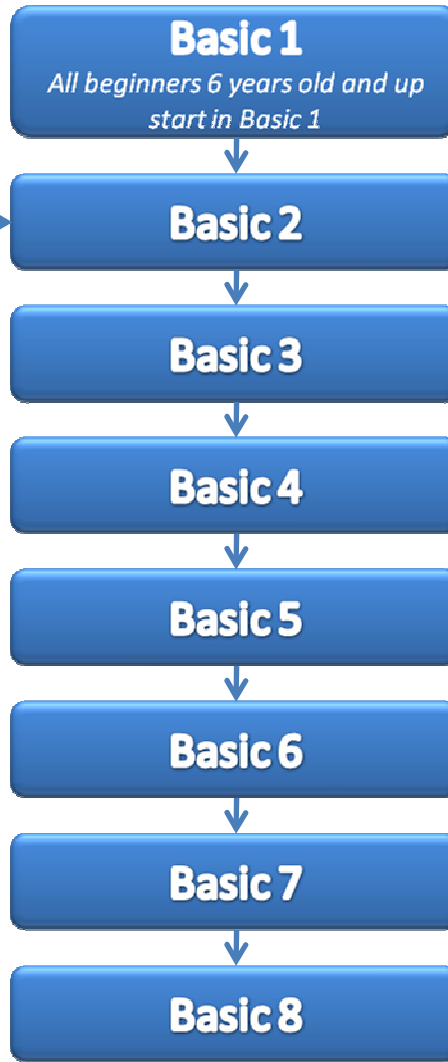 Basic 1
All beginners 6 years old and up
start in Basic 1
Basic 2
Basic 3
Basic 4
Basic 5
Basic 6
Basic 7
Basic 8